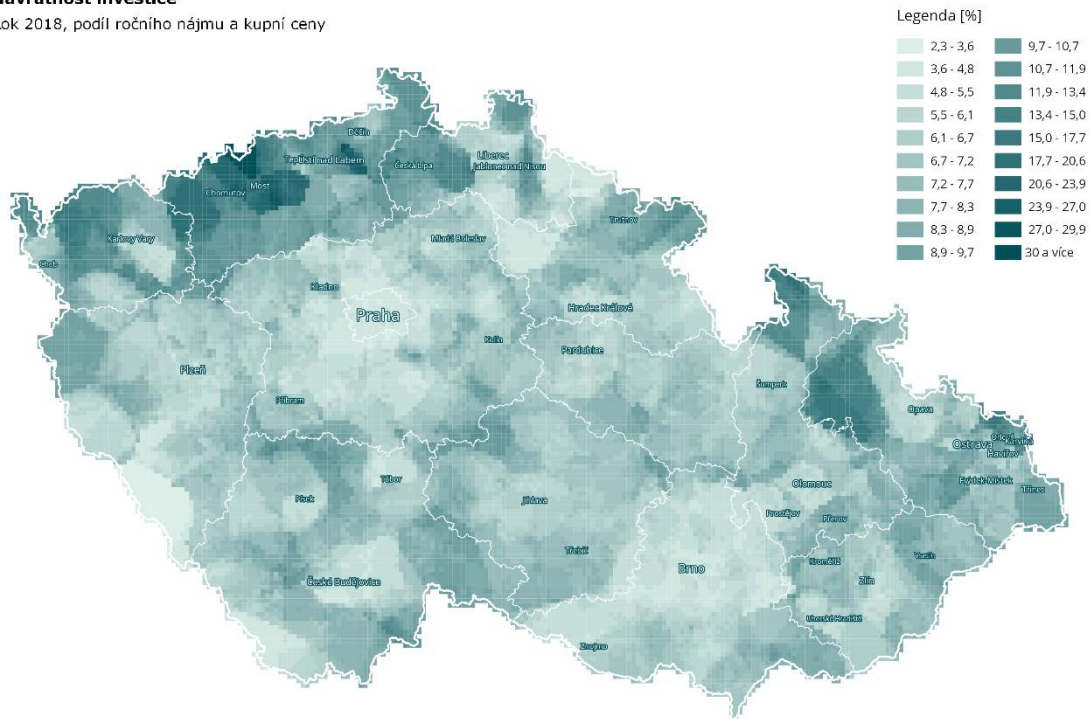 Návratnost investice
Rok 2018, podíl ročního nájmu a kupní ceny
Legenda [%]
2,3 - 3,6
3,6 - 4,8
4,8 - 5,5
5,5 - 6,1
6,1 - 6,7
6,7 - 7,2
7,2 - 7,7
7,7 - 8,3
8,3 - 8,9
8,9 - 9,7
9,7 - 10,7
10,7 - 11,9
11,9 - 13,4
13,4 - 15,0
15,0 - 17,7
17,7 - 20,6
20,6 - 23,9
23,9 - 27,0
27,0 - 29,9
30 a více
Děčín
Ústí nad Labem
Česká Lípa
Liberec
Jablonec nad Nisou
Most
Chomutov
Trutnov
Karlovy Vary
Mladá Boleslav
Cheb
Kladno
Praha
Hradec Králové
Kolín
Pardubice
Plzeň
Šumperk
Příbram
Opava
Ostrava
Havířov
Tábor
Frýdek-Místek
Olomouc
Třinec
Písek
Jihlava
Prostějov
Přerov
Třebíč
Vsetín
Kroměříž
Brno
České Budějovice
Zlín
Uherské Hradiště
Znojmo